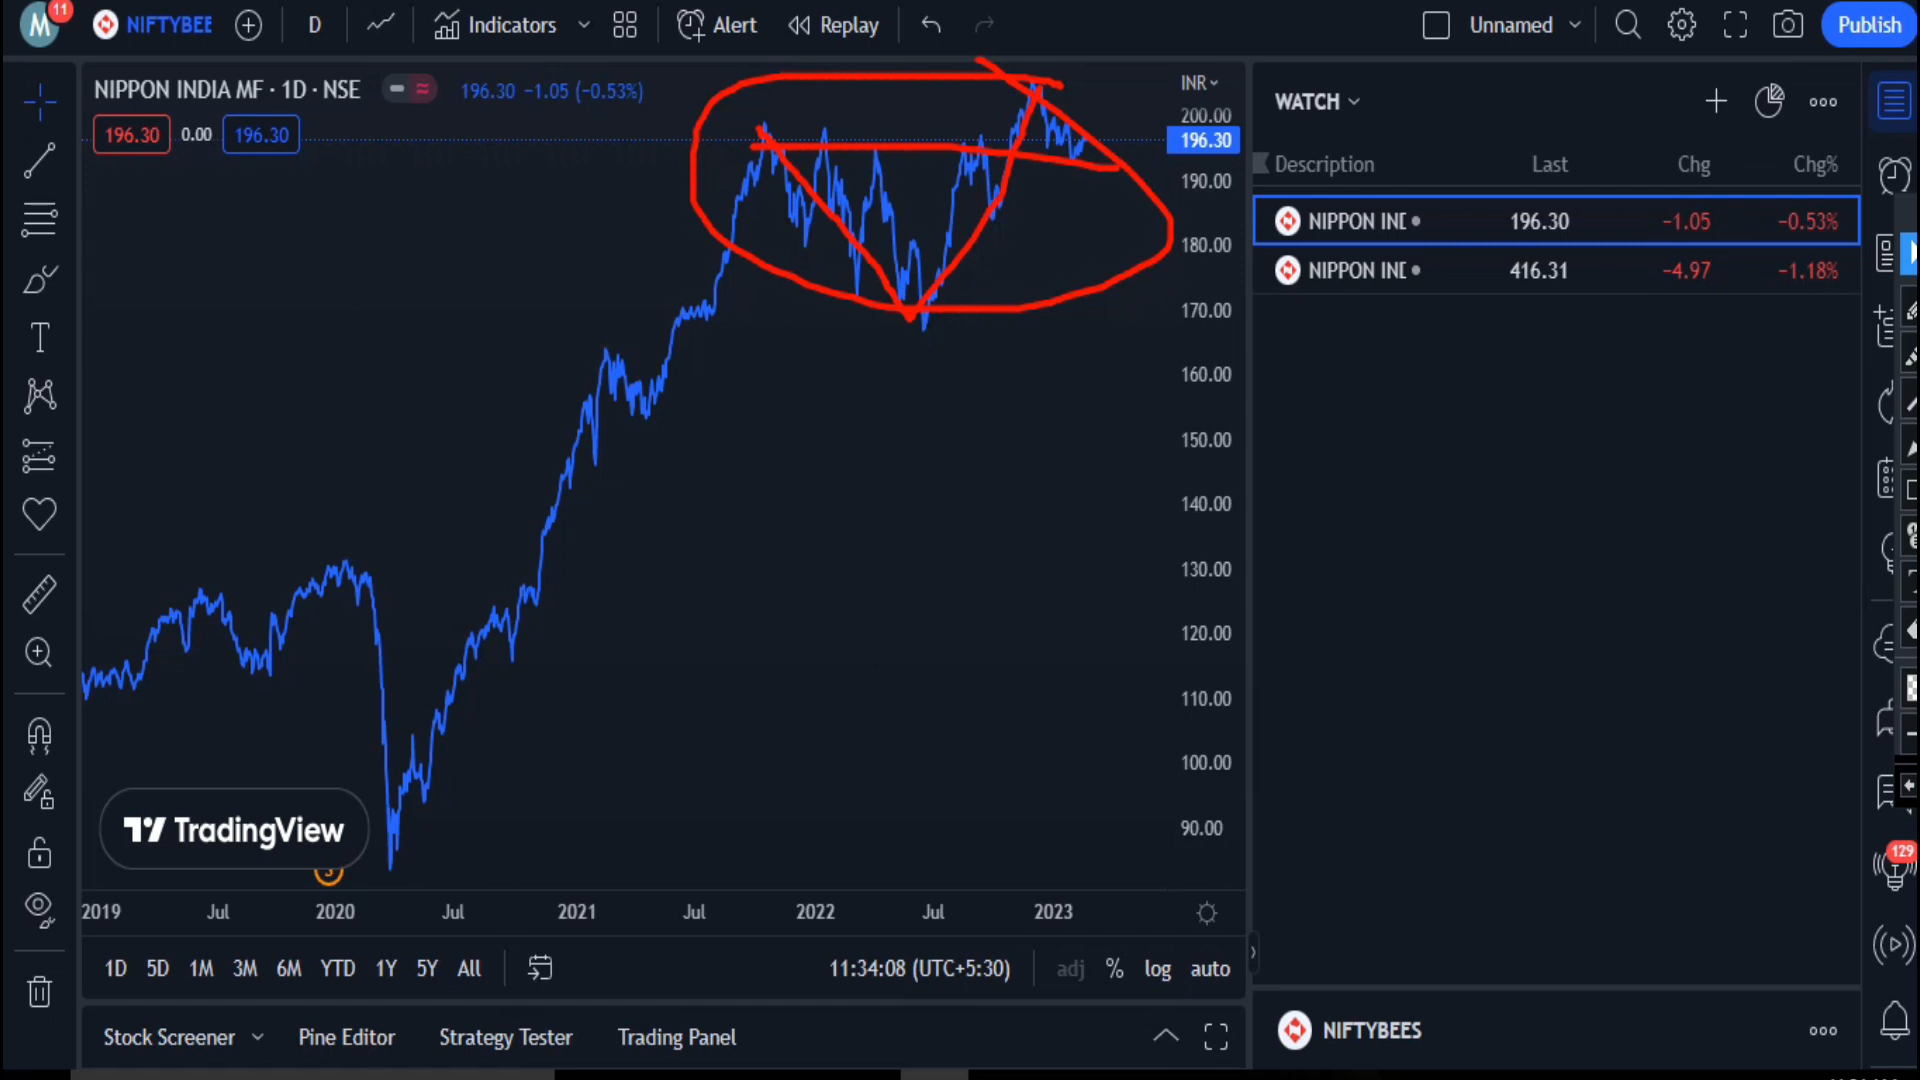 M
11
NIFTYBEE
D
Indicators
Alert
Replay
Unnamed
Publish
NIPPON INDIA MF · 1D · NSE
196.30 −1.05 (−0.53%)
INR
196.30
0.00
196.30
200.00
196.30
190.00
180.00
170.00
160.00
150.00
140.00
130.00
120.00
110.00
100.00
90.00
TradingView
2019 Jul 2020 Jul 2021 Jul 2022 Jul 2023
1D 5D 1M 3M 6M YTD 1Y 5Y All
11:34:08 (UTC+5:30)
adj % log auto
Stock Screener
Pine Editor
Strategy Tester
Trading Panel
WATCH
Description Last Chg Chg%
NIPPON IND 196.30 −1.05 −0.53%
NIPPON IND 416.31 −4.97 −1.18%
129
NIFTYBEES